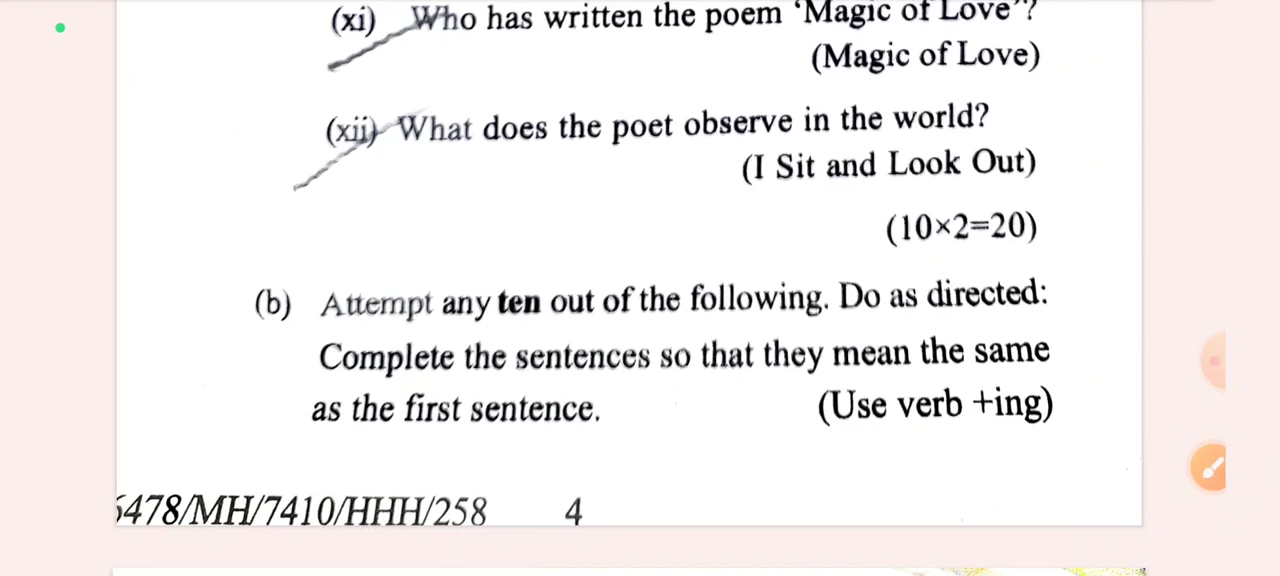 (xi) Who has written the poem ‘Magic of Love’?
(Magic of Love)
(xii) What does the poet observe in the world?
(I Sit and Look Out)
(10×2=20)
(b) Attempt any ten out of the following. Do as directed:
Complete the sentences so that they mean the same
as the first sentence. (Use verb +ing)
6478/MH/7410/HHH/258 4